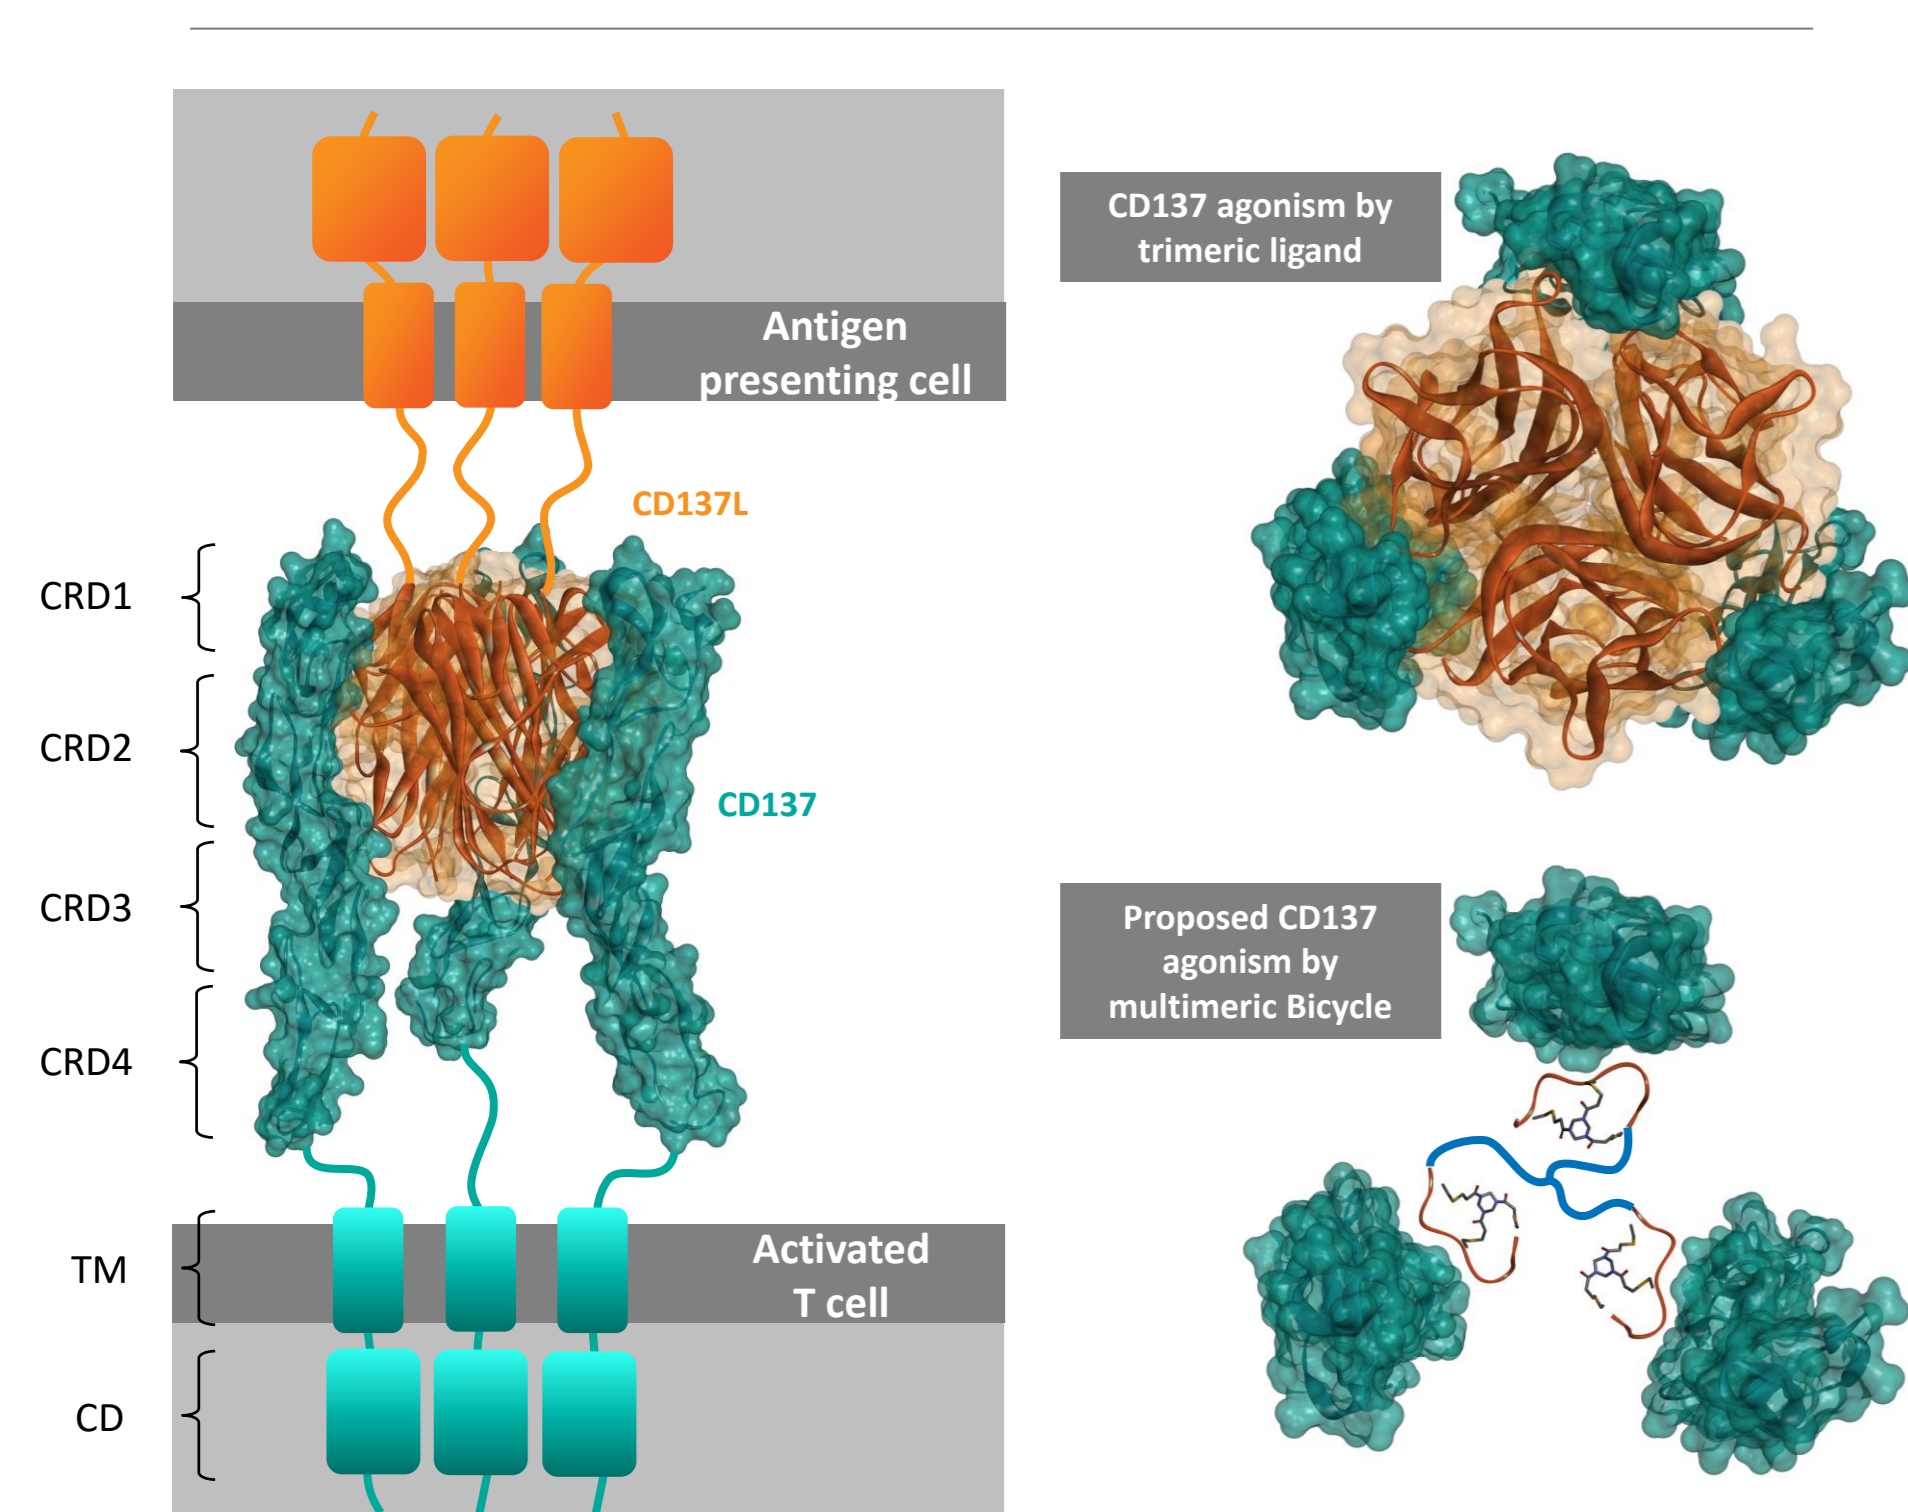 Antigen
presenting cell
CD137L
CRD1
CRD2
CD137
CRD3
CRD4
TM
Activated
T cell
CD
CD137 agonism by
trimeric ligand
Proposed CD137
agonism by
multimeric Bicycle